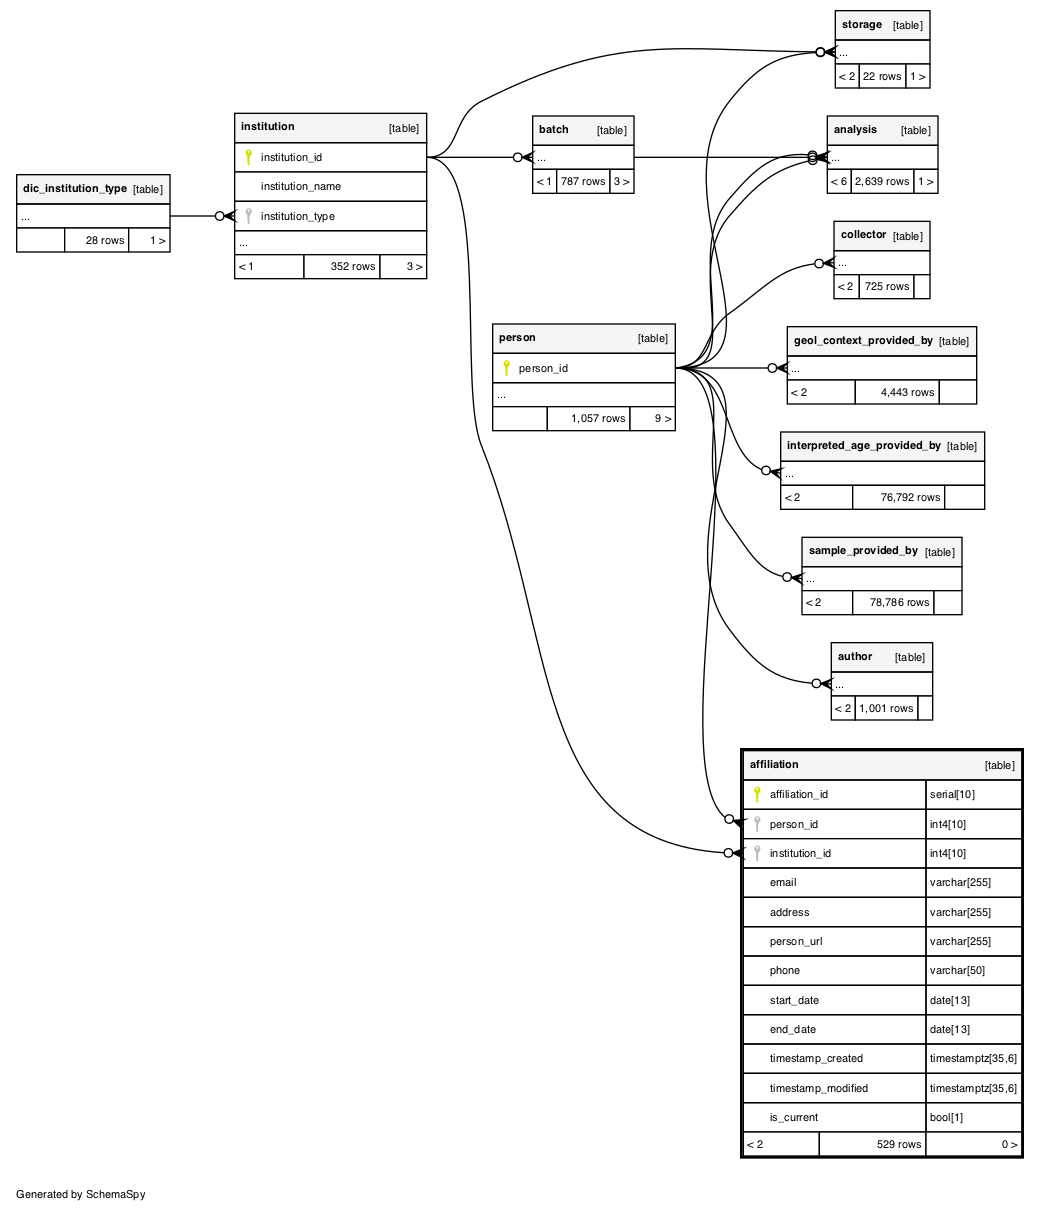 storage [table]
...
< 2 22 rows 1 >
institution [table]
institution_id
institution_name
institution_type
...
< 1 352 rows 3 >
batch [table]
...
< 1 787 rows 3 >
analysis [table]
...
< 6 2,639 rows 1 >
dic_institution_type [table]
...
28 rows 1 >
collector [table]
...
< 2 725 rows
person [table]
person_id
...
1,057 rows 9 >
geol_context_provided_by [table]
...
< 2 4,443 rows
interpreted_age_provided_by [table]
...
< 2 76,792 rows
sample_provided_by [table]
...
< 2 78,786 rows
author [table]
...
< 2 1,001 rows
affiliation [table]
affiliation_id serial[10]
person_id int4[10]
institution_id int4[10]
email varchar[255]
address varchar[255]
person_url varchar[255]
phone varchar[50]
start_date date[13]
end_date date[13]
timestamp_created timestamptz[35,6]
timestamp_modified timestamptz[35,6]
is_current bool[1]
< 2 529 rows 0 >
Generated by SchemaSpy